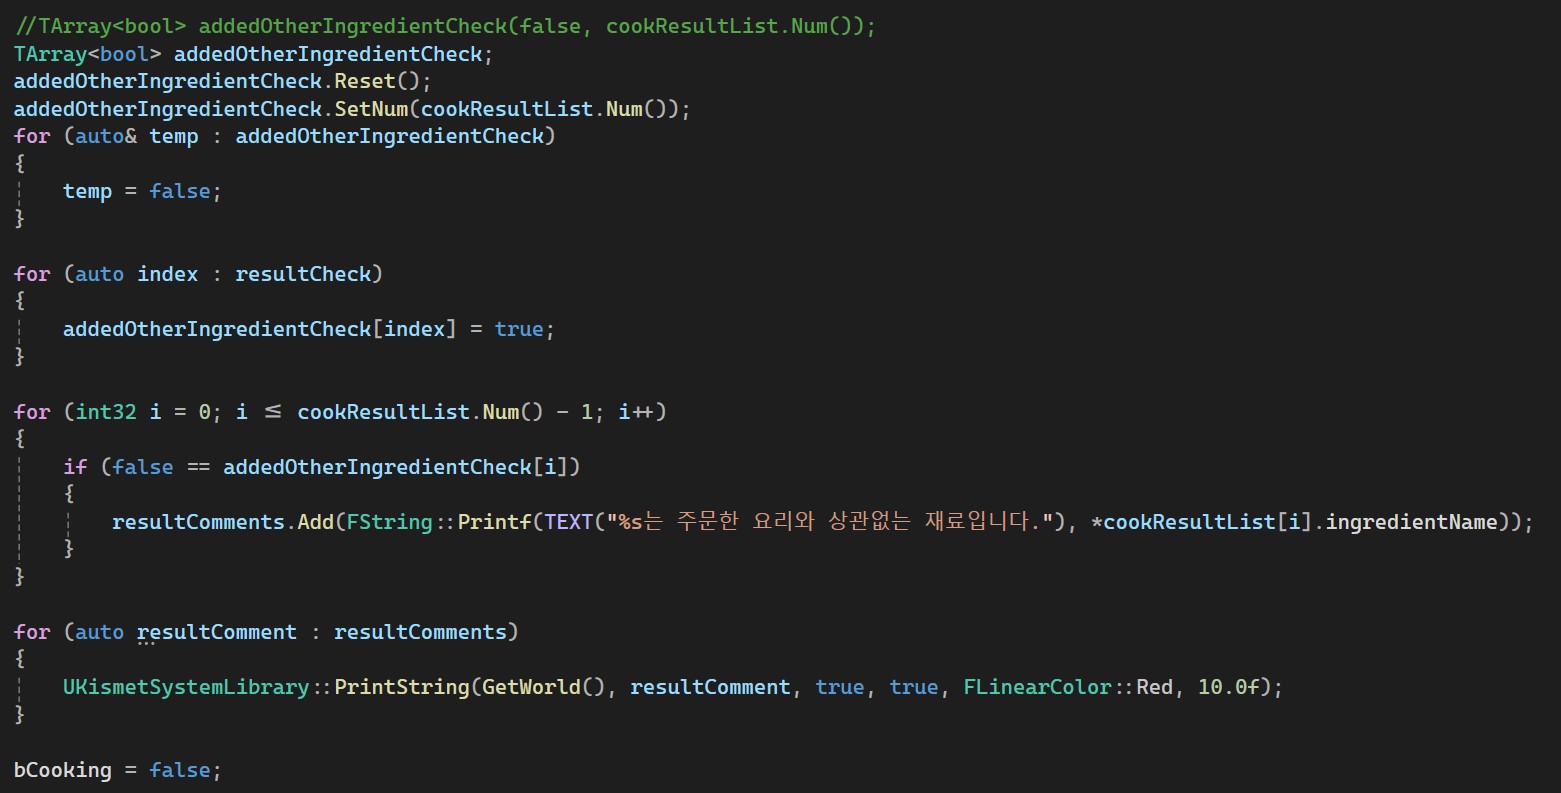 //TArray<bool> addedOtherIngredientCheck(false, cookResultList.Num());
TArray<bool> addedOtherIngredientCheck;
addedOtherIngredientCheck.Reset();
addedOtherIngredientCheck.SetNum(cookResultList.Num());
for (auto& temp : addedOtherIngredientCheck)
{
    temp = false;
}

for (auto index : resultCheck)
{
    addedOtherIngredientCheck[index] = true;
}

for (int32 i = 0; i <= cookResultList.Num() - 1; i++)
{
    if (false == addedOtherIngredientCheck[i])
    {
        resultComments.Add(FString::Printf(TEXT("%s는 주문한 요리와 상관없는 재료입니다."), *cookResultList[i].ingredientName));
    }
}

for (auto resultComment : resultComments)
{
    UKismetSystemLibrary::PrintString(GetWorld(), resultComment, true, true, FLinearColor::Red, 10.0f);
}

bCooking = false;